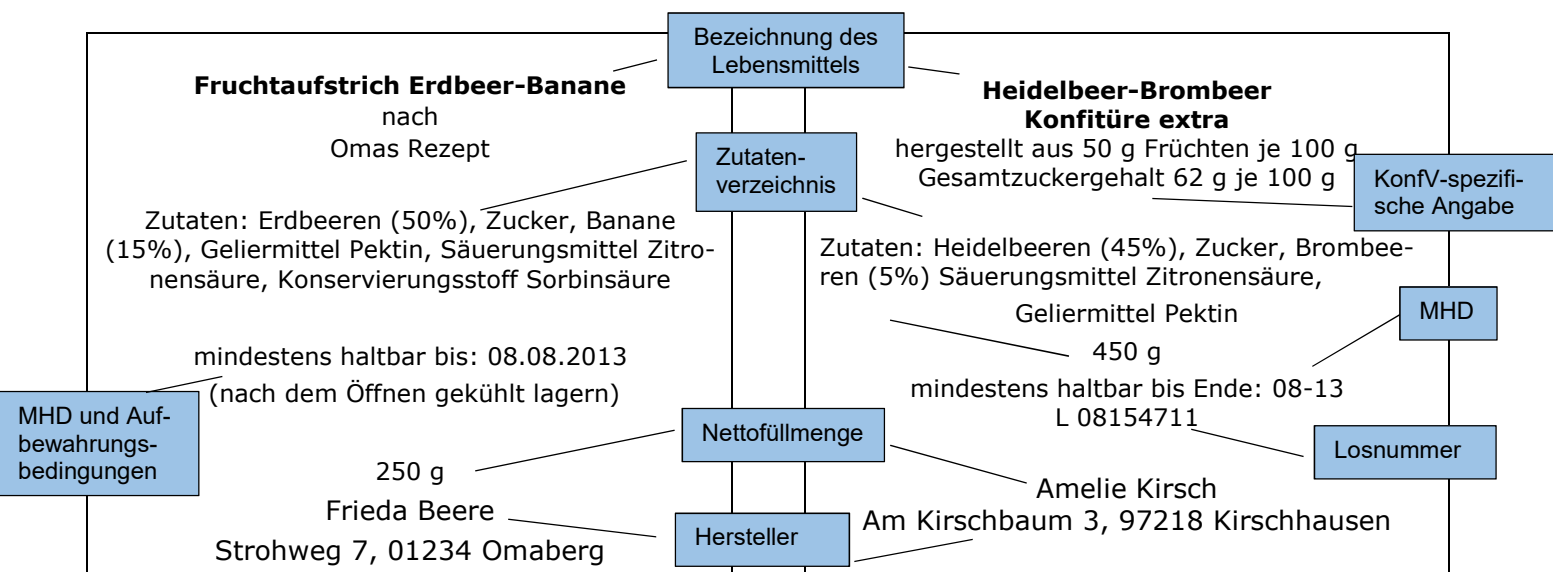 Bezeichnung des
Lebensmittels
Fruchtaufstrich Erdbeer-Banane
nach
Omas Rezept
Heidelbeer-Brombeer
Konfitüre extra
hergestellt aus 50 g Früchten je 100 g
Gesamtzuckergehalt 62 g je 100 g
Zutaten-
verzeichnis
KonfV-spezifi-
sche Angabe
Zutaten: Erdbeeren (50%), Zucker, Banane
(15%), Geliermittel Pektin, Säuerungsmittel Zitro-
nensäure, Konservierungsstoff Sorbinsäure
Zutaten: Heidelbeeren (45%), Zucker, Brombee-
ren (5%) Säuerungsmittel Zitronensäure,
Geliermittel Pektin
MHD
450 g
mindestens haltbar bis: 08.08.2013
(nach dem Öffnen gekühlt lagern)
mindestens haltbar bis Ende: 08-13
L 08154711
MHD und Auf-
bewahrungs-
bedingungen
Nettofüllmenge
Losnummer
250 g
Frieda Beere
Strohweg 7, 01234 Omaberg
Hersteller
Amelie Kirsch
Am Kirschbaum 3, 97218 Kirschhausen